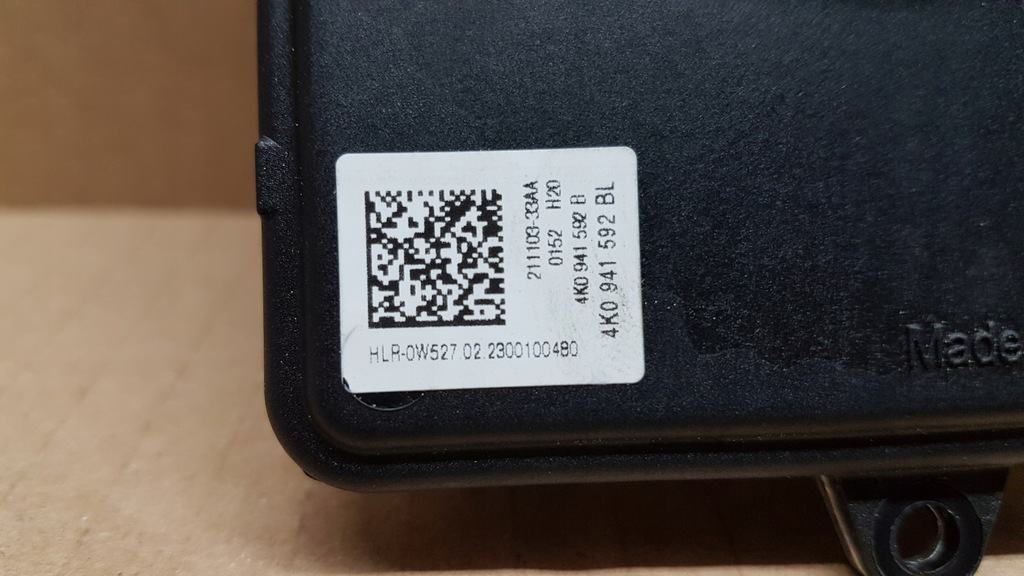 211103-33AA
0152 H20
4K0 941 592 B
4K0 941 592 BL
HLR-0W527.02.2300100480
Made